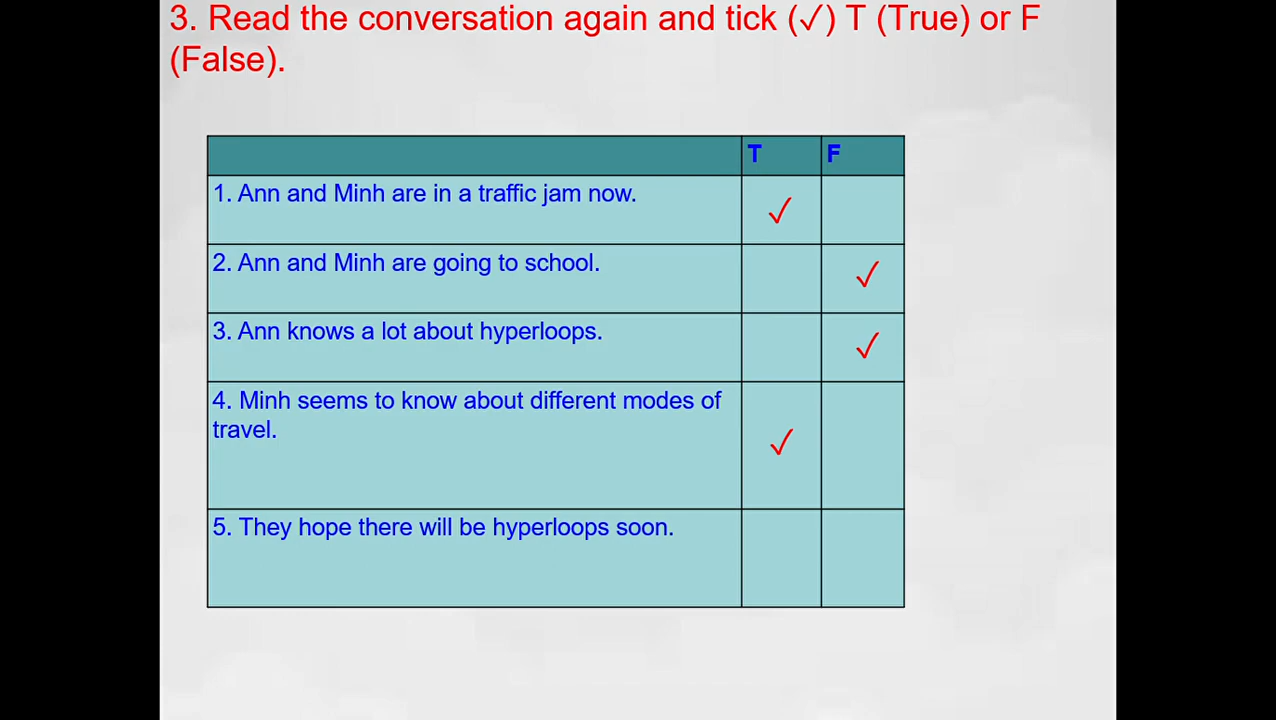 3. Read the conversation again and tick (✓) T (True) or F
(False).
T F
1. Ann and Minh are in a traffic jam now. ✓
2. Ann and Minh are going to school. ✓
3. Ann knows a lot about hyperloops. ✓
4. Minh seems to know about different modes of
travel. ✓
5. They hope there will be hyperloops soon.